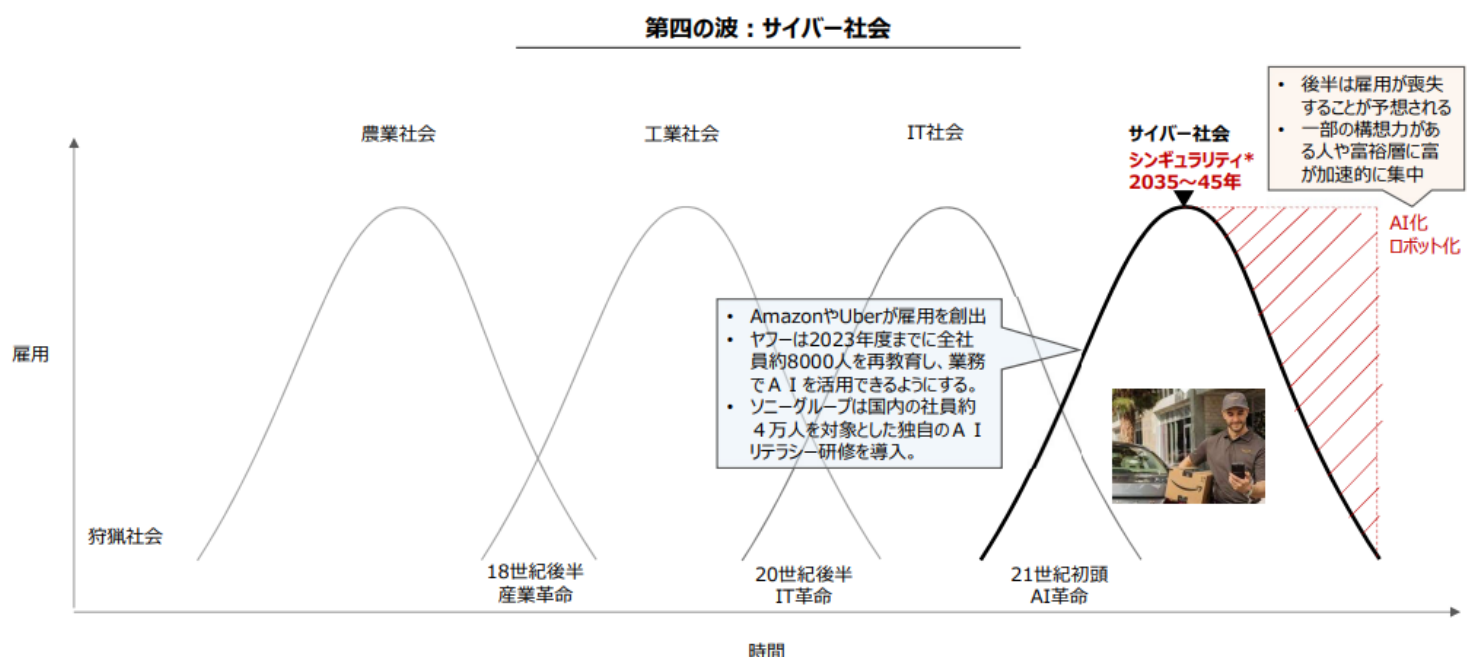 第四の波：サイバー社会
• 後半は雇用が喪失
することが予想される
• 一部の構想力があ
る人や富裕層に富
が加速的に集中
農業社会
工業社会
IT社会
サイバー社会
シンギュラリティ*
2035～45年
AI化
ロボット化
• AmazonやUberが雇用を創出
• ヤフーは2023年度までに全社
員約8000人を再教育し、業務
でＡＩを活用できるようにする。
• ソニーグループは国内の社員約
４万人を対象とした独自のＡＩ
リテラシー研修を導入。
雇用
狩猟社会
18世紀後半
産業革命
20世紀後半
IT革命
21世紀初頭
AI革命
時間